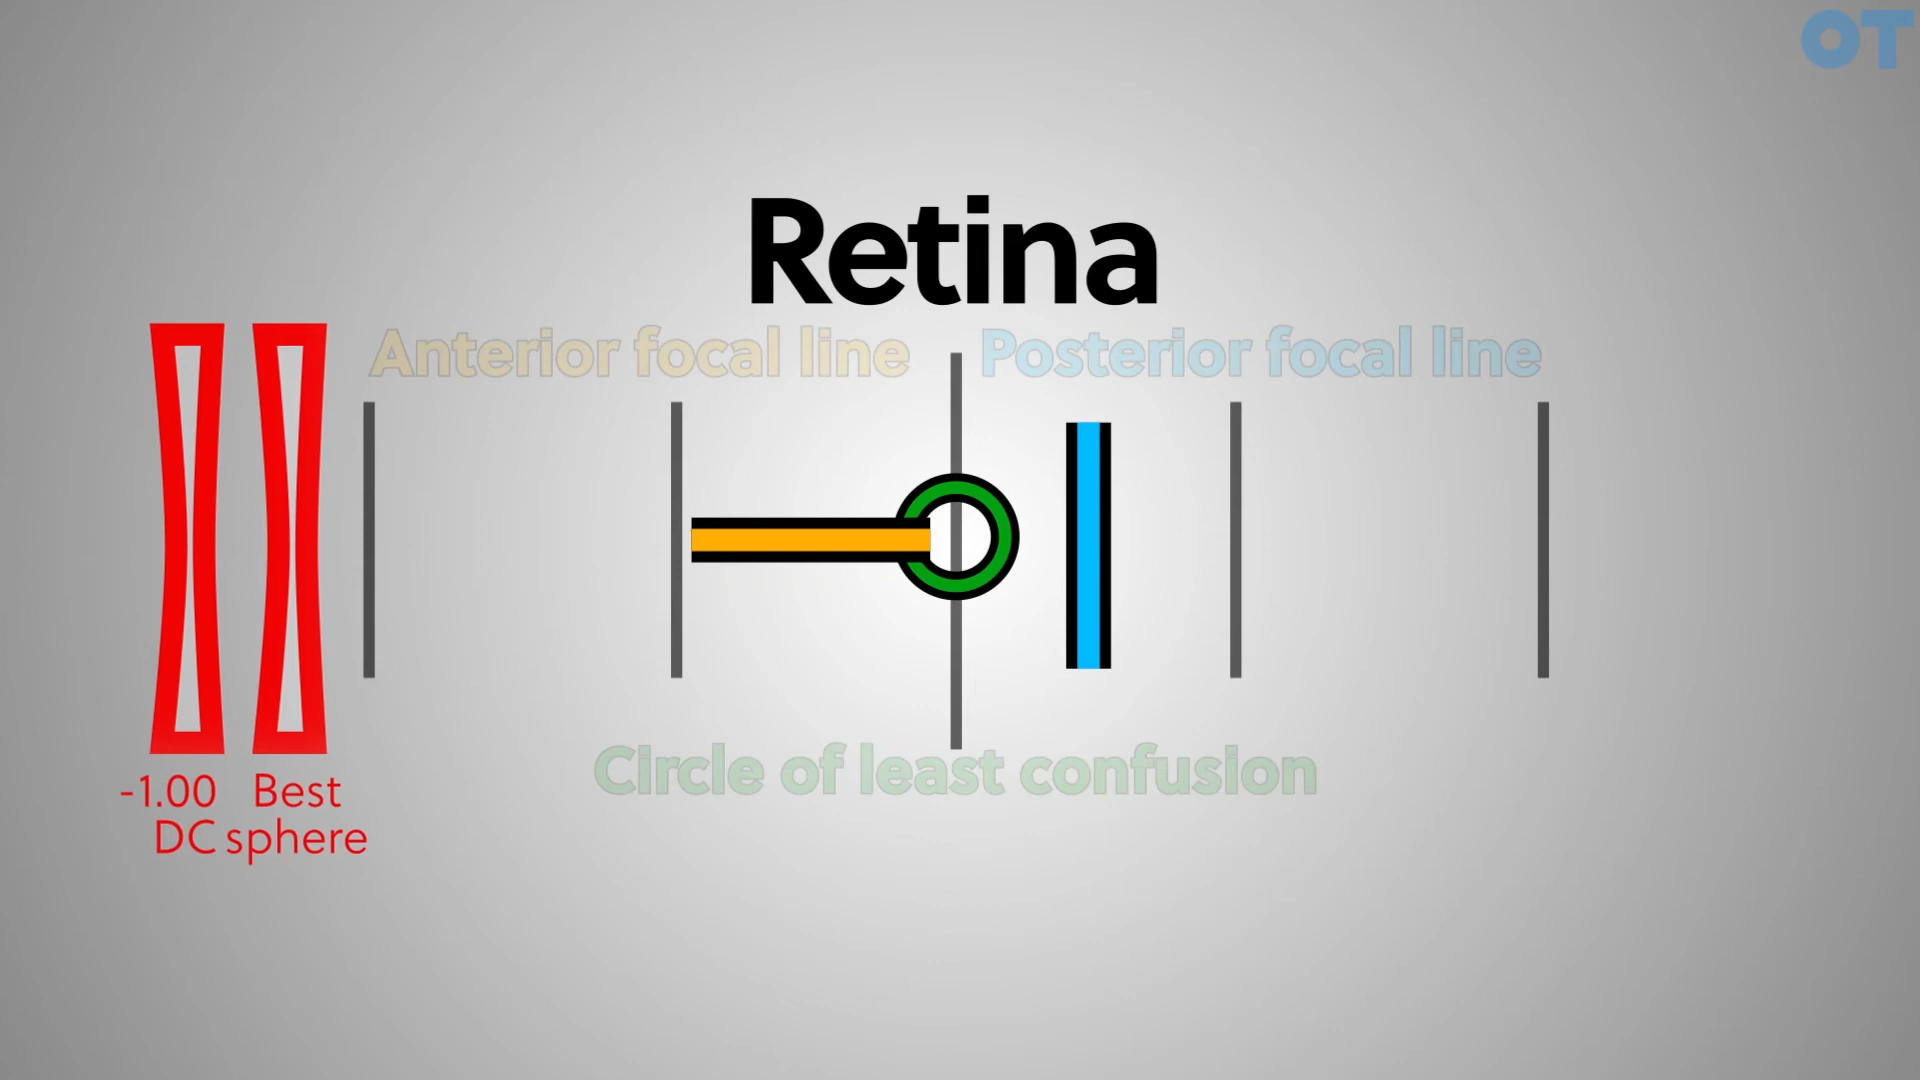 OT
Retina
Anterior focal line
Posterior focal line
Circle of least confusion
-1.00
DC
Best
sphere